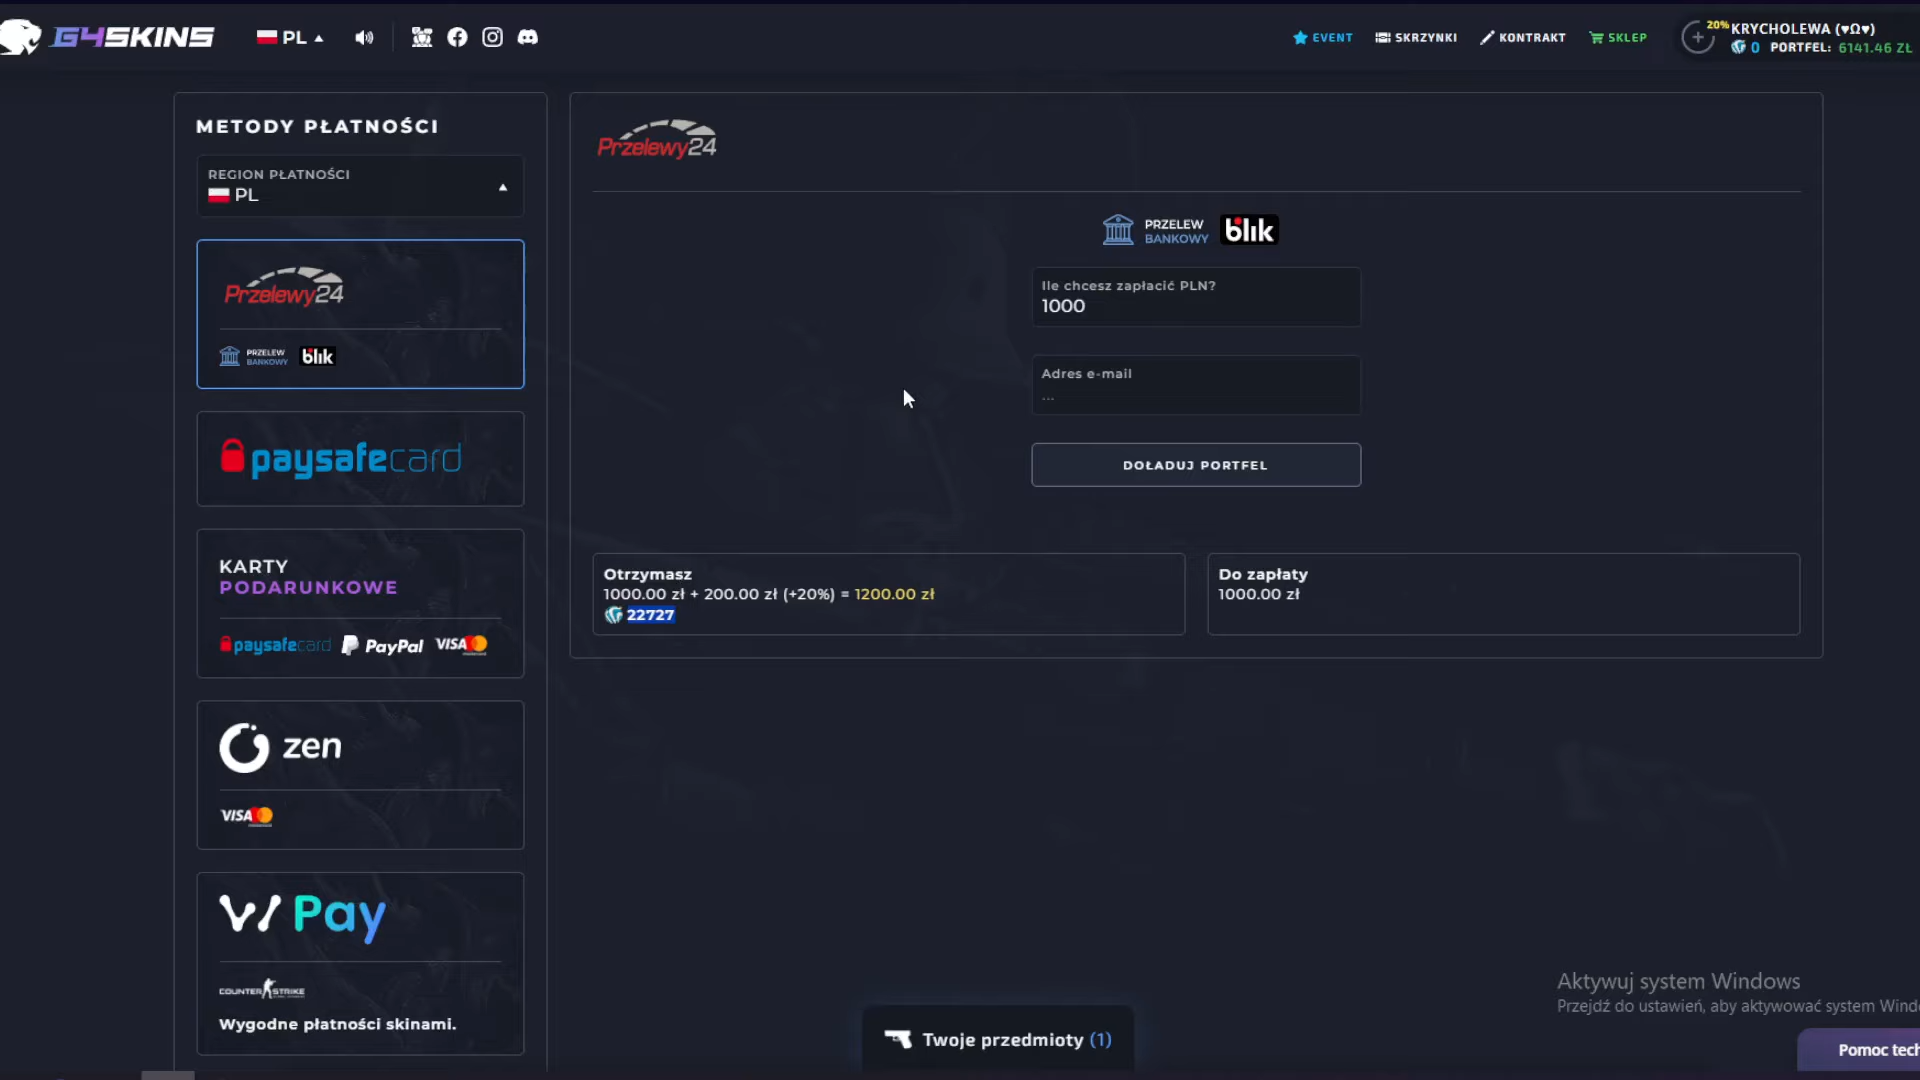 G4SKINS
PL
EVENT
SKRZYNKI
KONTRAKT
SKLEP
20%
KRYCHOLEWA (♥Ω♥)
0 PORTFEL: 6141.46 ZŁ
METODY PŁATNOŚCI
REGION PŁATNOŚCI
PL
Przelewy24
PRZELEW
BANKOWY
blik
paysafecard
KARTY
PODARUNKOWE
paysafecard PayPal VISA
zen
VISA
W Pay
COUNTER STRIKE
Wygodne płatności skinami.
Przelewy24
PRZELEW
BANKOWY
blik
Ile chcesz zapłacić PLN?
1000
Adres e-mail
...
DOŁADUJ PORTFEL
Otrzymasz
1000.00 zł + 200.00 zł (+20%) = 1200.00 zł
22727
Do zapłaty
1000.00 zł
Twoje przedmioty (1)
Aktywuj system Windows
Przejdź do ustawień, aby aktywować system Wind
Pomoc tech